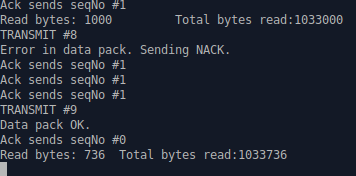 Ack sends seqNo #1
Read bytes: 1000 Total bytes read:1033000
TRANSMIT #8
Error in data pack. Sending NACK.
Ack sends seqNo #1
Ack sends seqNo #1
Ack sends seqNo #1
TRANSMIT #9
Data pack OK.
Ack sends seqNo #0
Read bytes: 736 Total bytes read:1033736